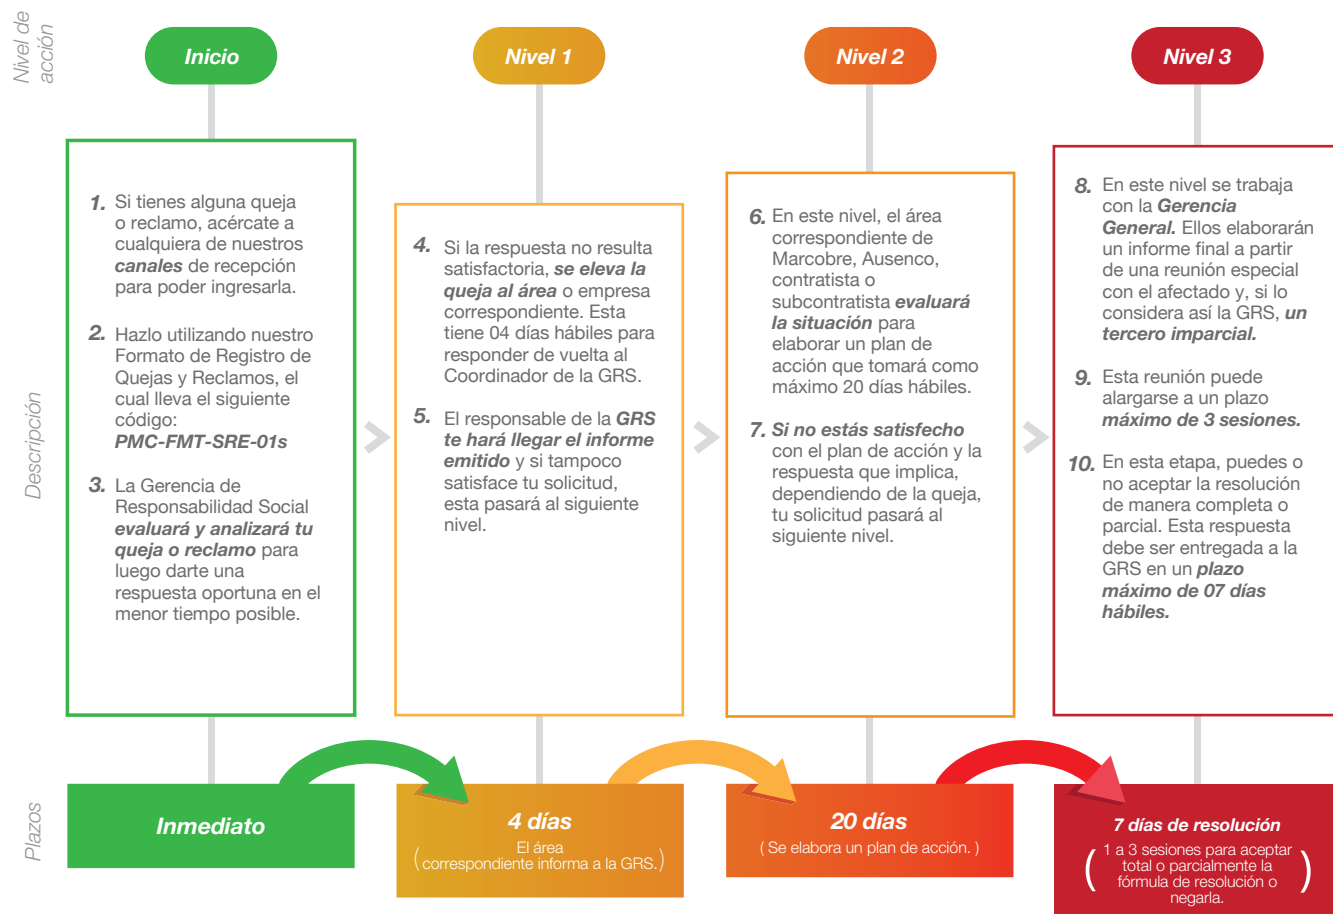 Nivel de
acción
Inicio
Nivel 1
Nivel 2
Nivel 3
Descripción
1. Si tienes alguna queja
o reclamo, acércate a
cualquiera de nuestros
canales de recepción
para poder ingresarla.
2. Hazlo utilizando nuestro
Formato de Registro de
Quejas y Reclamos, el
cual lleva el siguiente
código:
PMC-FMT-SRE-01s
3. La Gerencia de
Responsabilidad Social
evaluará y analizará tu
queja o reclamo para
luego darte una
respuesta oportuna en el
menor tiempo posible.
4. Si la respuesta no resulta
satisfactoria, se eleva la
queja al área o empresa
correspondiente. Esta
tiene 04 días hábiles para
responder de vuelta al
Coordinador de la GRS.
5. El responsable de la GRS
te hará llegar el informe
emitido y si tampoco
satisface tu solicitud,
esta pasará al siguiente
nivel.
6. En este nivel, el área
correspondiente de
Marcobre, Ausenco,
contratista o
subcontratista evaluará
la situación para
elaborar un plan de
acción que tomará como
máximo 20 días hábiles.
7. Si no estás satisfecho
con el plan de acción y la
respuesta que implica,
dependiendo de la queja,
tu solicitud pasará al
siguiente nivel.
8. En este nivel se trabaja
con la Gerencia
General. Ellos elaborarán
un informe final a partir
de una reunión especial
con el afectado y, si lo
considera así la GRS, un
tercero imparcial.
9. Esta reunión puede
alargarse a un plazo
máximo de 3 sesiones.
10. En esta etapa, puedes o
no aceptar la resolución
de manera completa o
parcial. Esta respuesta
debe ser entregada a la
GRS en un plazo
máximo de 07 días
hábiles.
Plazos
Inmediato
4 días
(El área
correspondiente informa a la GRS.)
20 días
( Se elabora un plan de acción. )
7 días de resolución
(1 a 3 sesiones para aceptar
total o parcialmente la
fórmula de resolución o
negarla.)